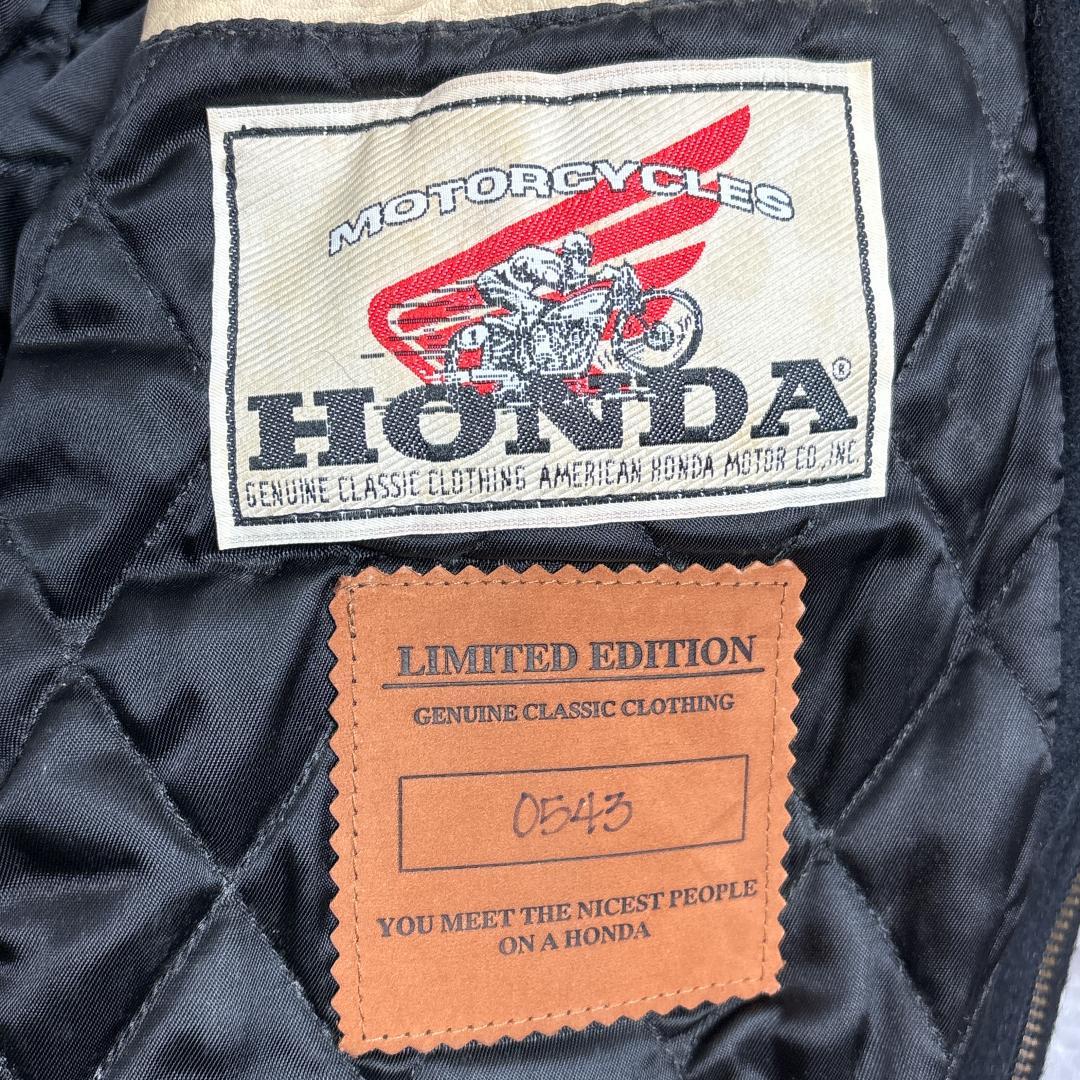 MOTORCYCLES
HONDA®
GENUINE CLASSIC CLOTHING AMERICAN HONDA MOTOR CO.,INC.
LIMITED EDITION
GENUINE CLASSIC CLOTHING
0543
YOU MEET THE NICEST PEOPLE
ON A HONDA